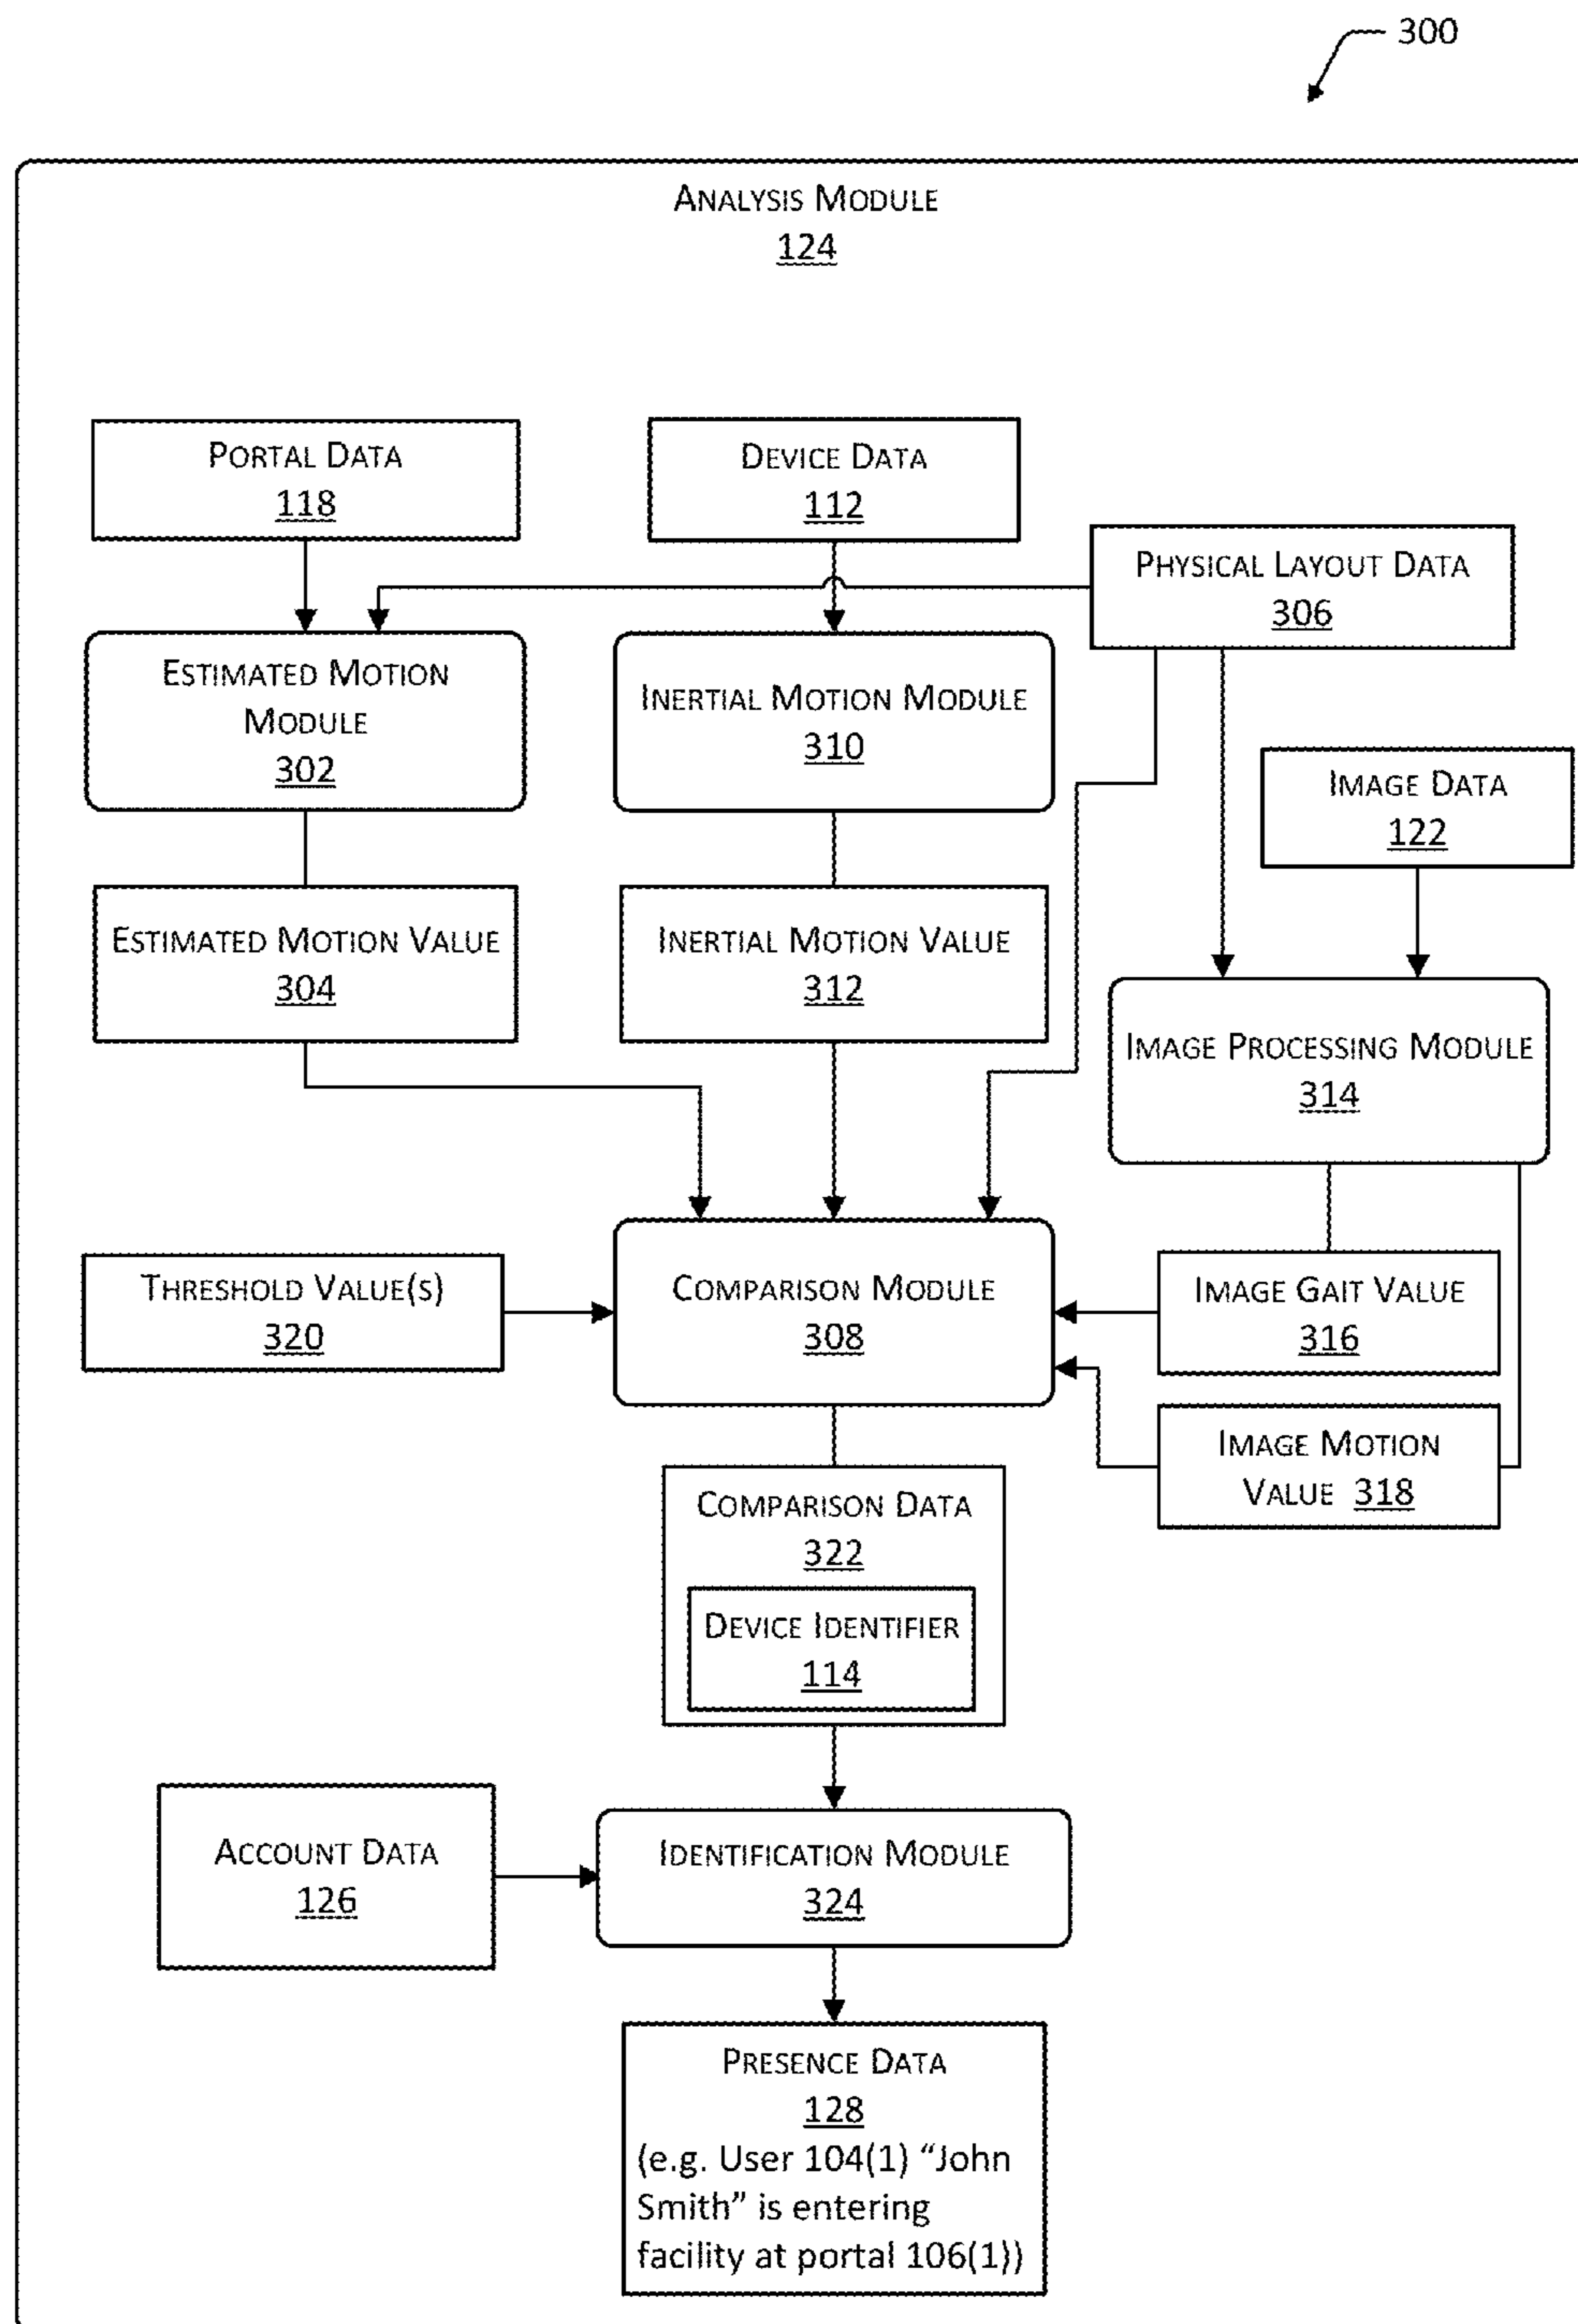 300
ANALYSIS MODULE
124
PORTAL DATA
118
DEVICE DATA
112
PHYSICAL LAYOUT DATA
306
ESTIMATED MOTION
MODULE
302
INERTIAL MOTION MODULE
310
IMAGE DATA
122
ESTIMATED MOTION VALUE
304
INERTIAL MOTION VALUE
312
IMAGE PROCESSING MODULE
314
THRESHOLD VALUE(S)
320
COMPARISON MODULE
308
IMAGE GAIT VALUE
316
IMAGE MOTION
VALUE 318
COMPARISON DATA
322
DEVICE IDENTIFIER
114
ACCOUNT DATA
126
IDENTIFICATION MODULE
324
PRESENCE DATA
128
(e.g. User 104(1) “John
Smith” is entering
facility at portal 106(1))